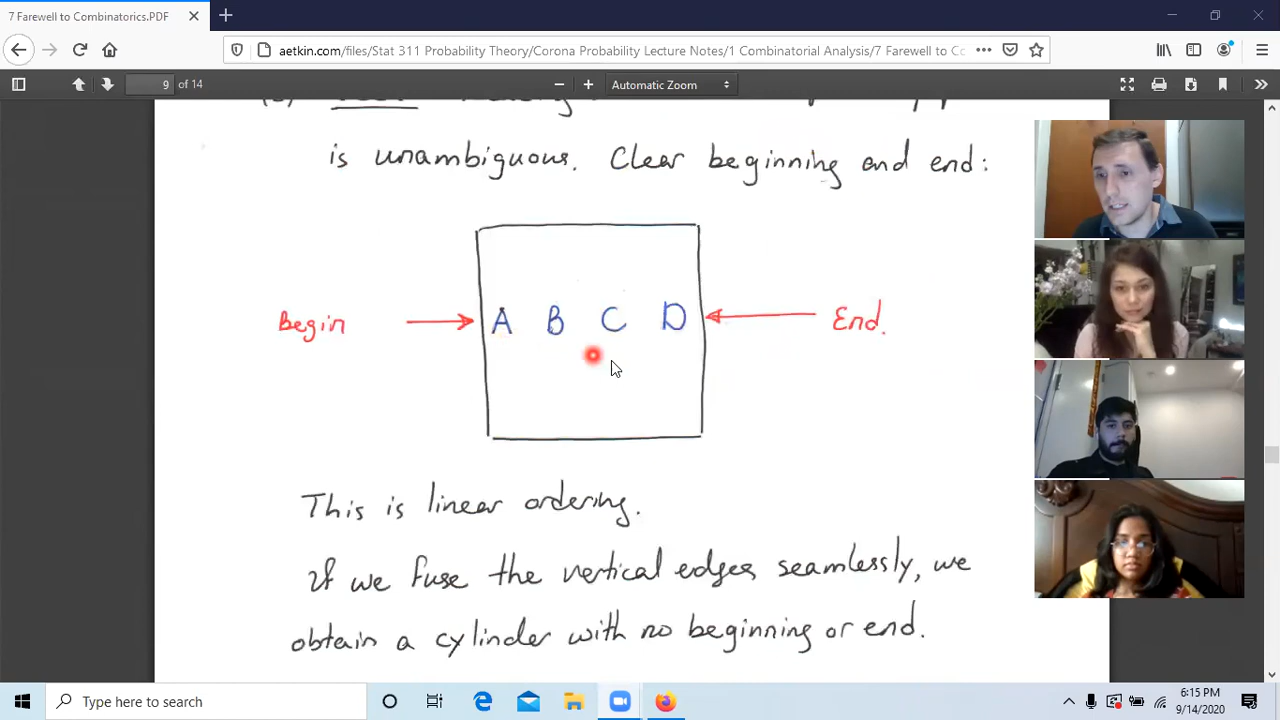 7 Farewell to Combinatorics.PDF
aetkin.com/files/Stat 311 Probability Theory/Corona Probability Lecture Notes/1 Combinatorial Analysis/7 Farewell to Co
9 of 14
Automatic Zoom
is unambiguous. Clear beginning and end:
Begin A B C D End.
This is linear ordering.
If we fuse the vertical edges seamlessly, we
obtain a cylinder with no beginning or end.
Type here to search
6:15 PM
9/14/2020